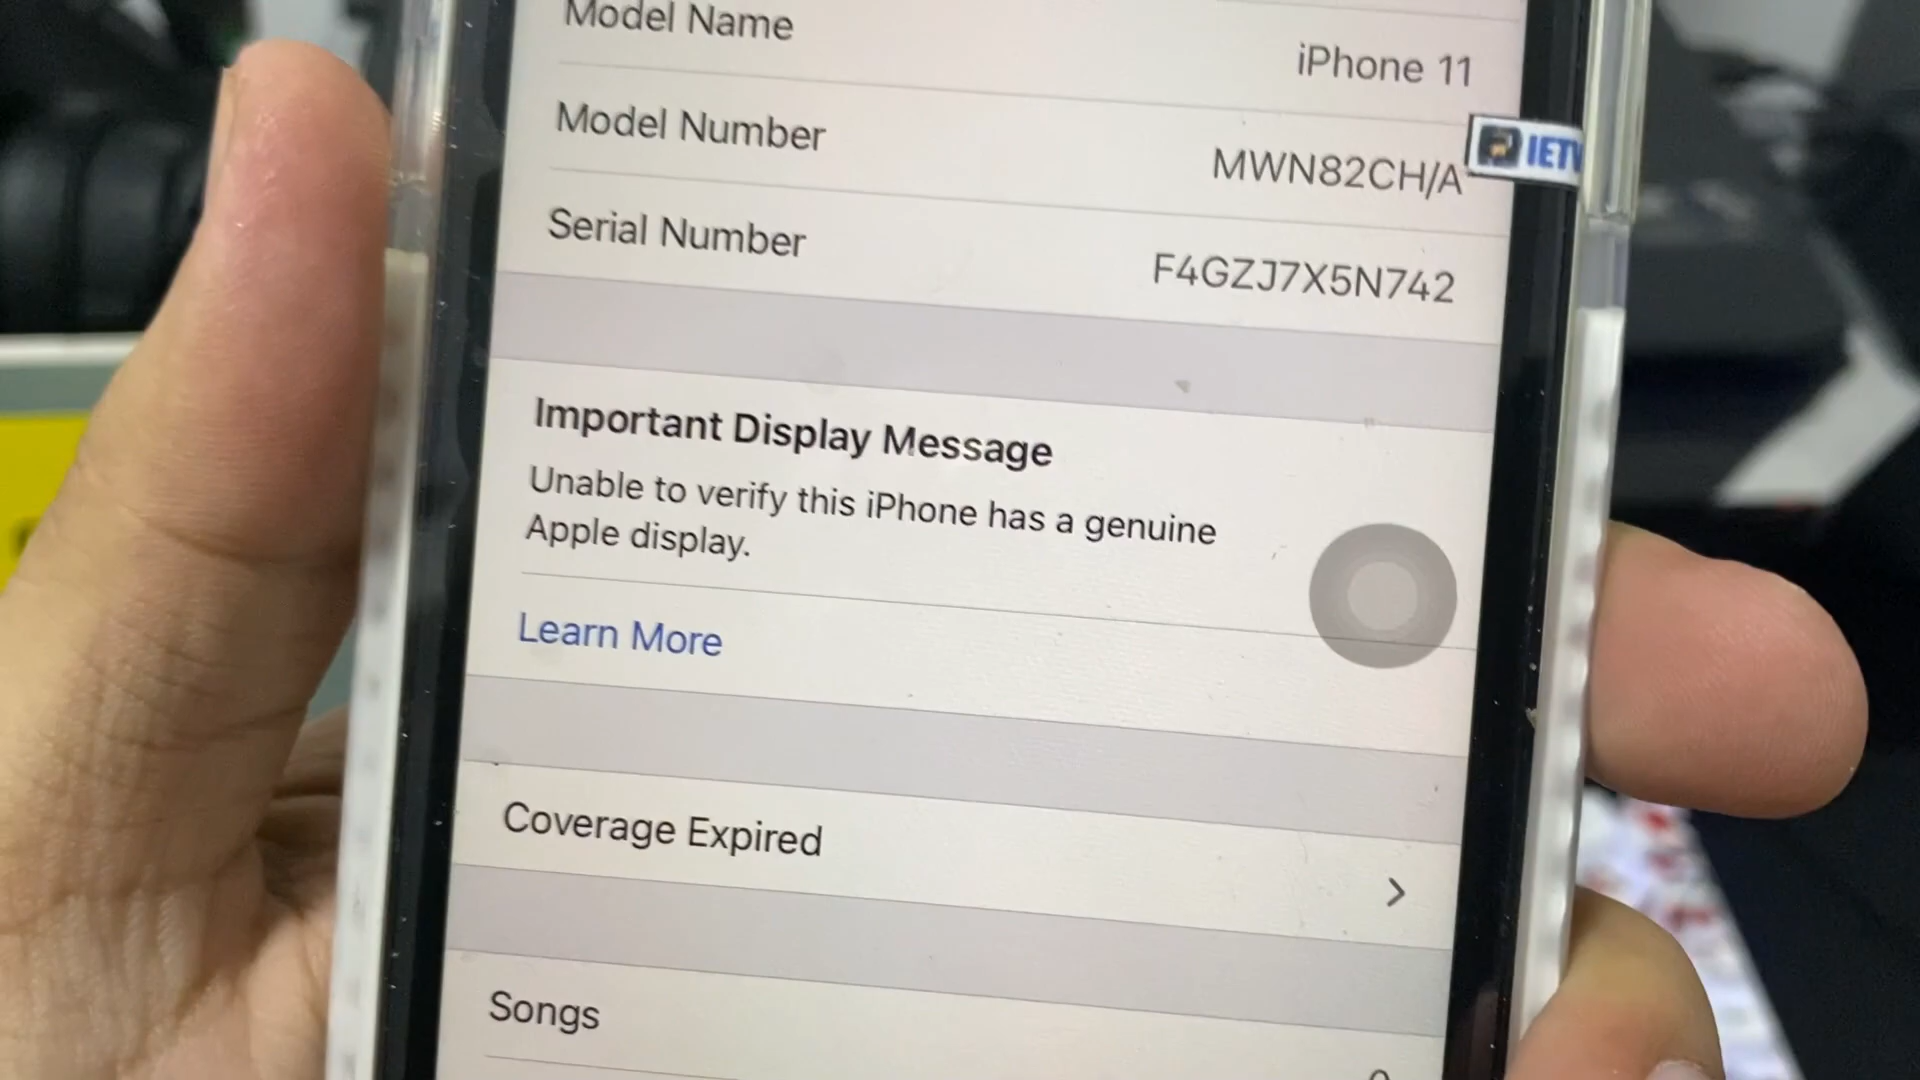 Model Name
iPhone 11
Model Number
MWN82CH/A
IETV
Serial Number
F4GZJ7X5N742
Important Display Message
Unable to verify this iPhone has a genuine
Apple display.
Learn More
Coverage Expired
Songs